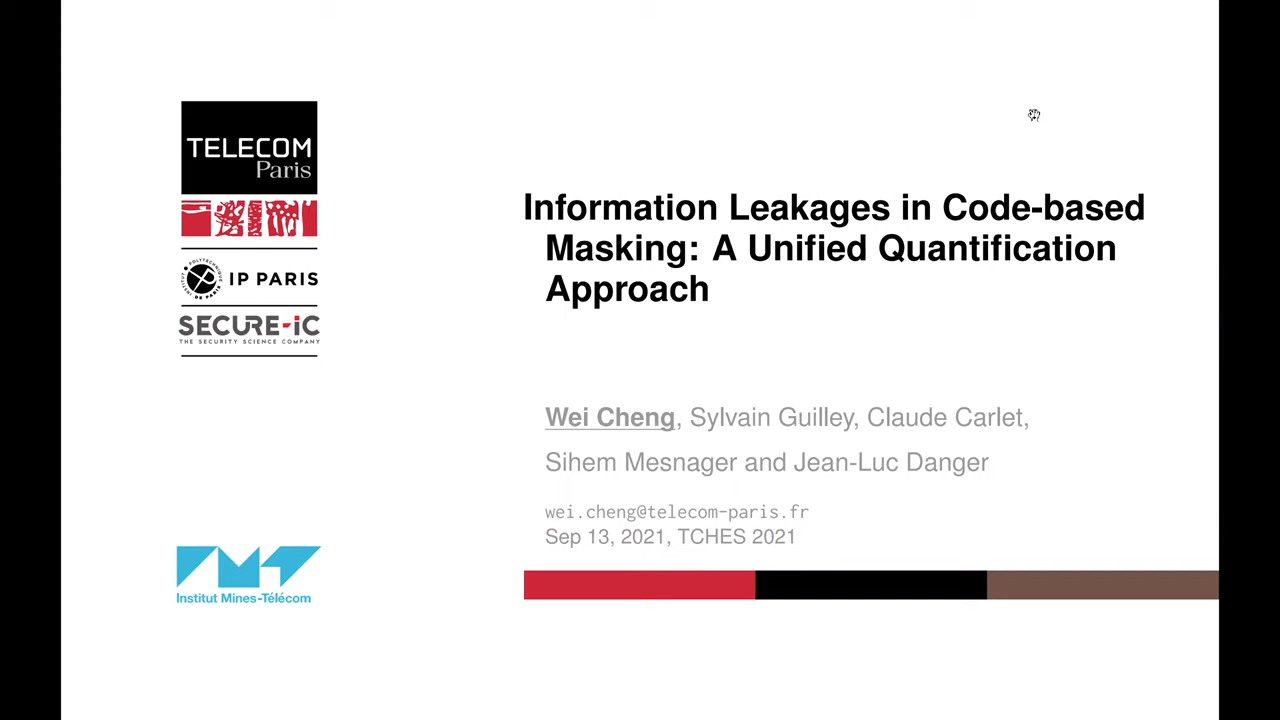 TELECOM
Paris
IP PARIS
SECURE-IC
THE SECURITY SCIENCE COMPANY
Information Leakages in Code-based
Masking: A Unified Quantification
Approach
Wei Cheng, Sylvain Guilley, Claude Carlet,
Sihem Mesnager and Jean-Luc Danger
wei.cheng@telecom-paris.fr
Sep 13, 2021, TCHES 2021
Institut Mines-Télécom